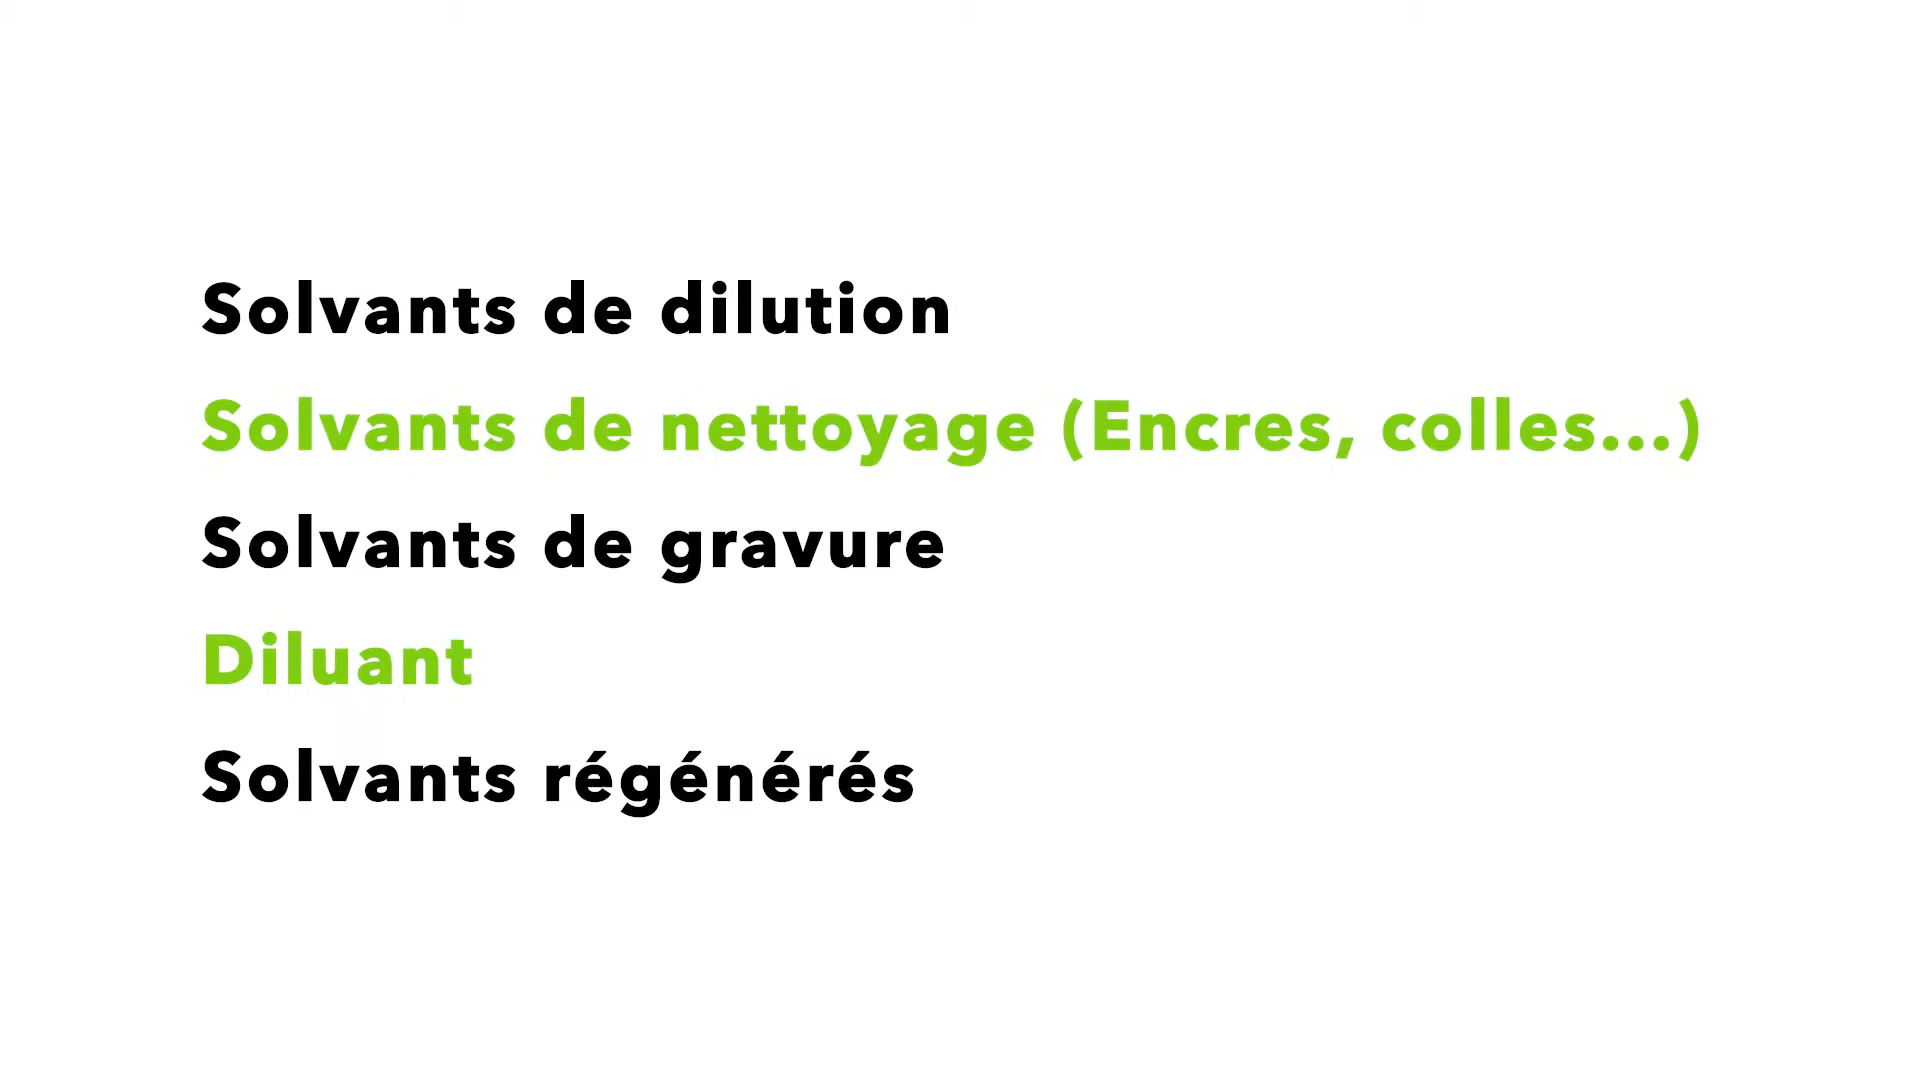 Solvants de dilution
Solvants de nettoyage (Encres, colles...)
Solvants de gravure
Diluant
Solvants régénérés